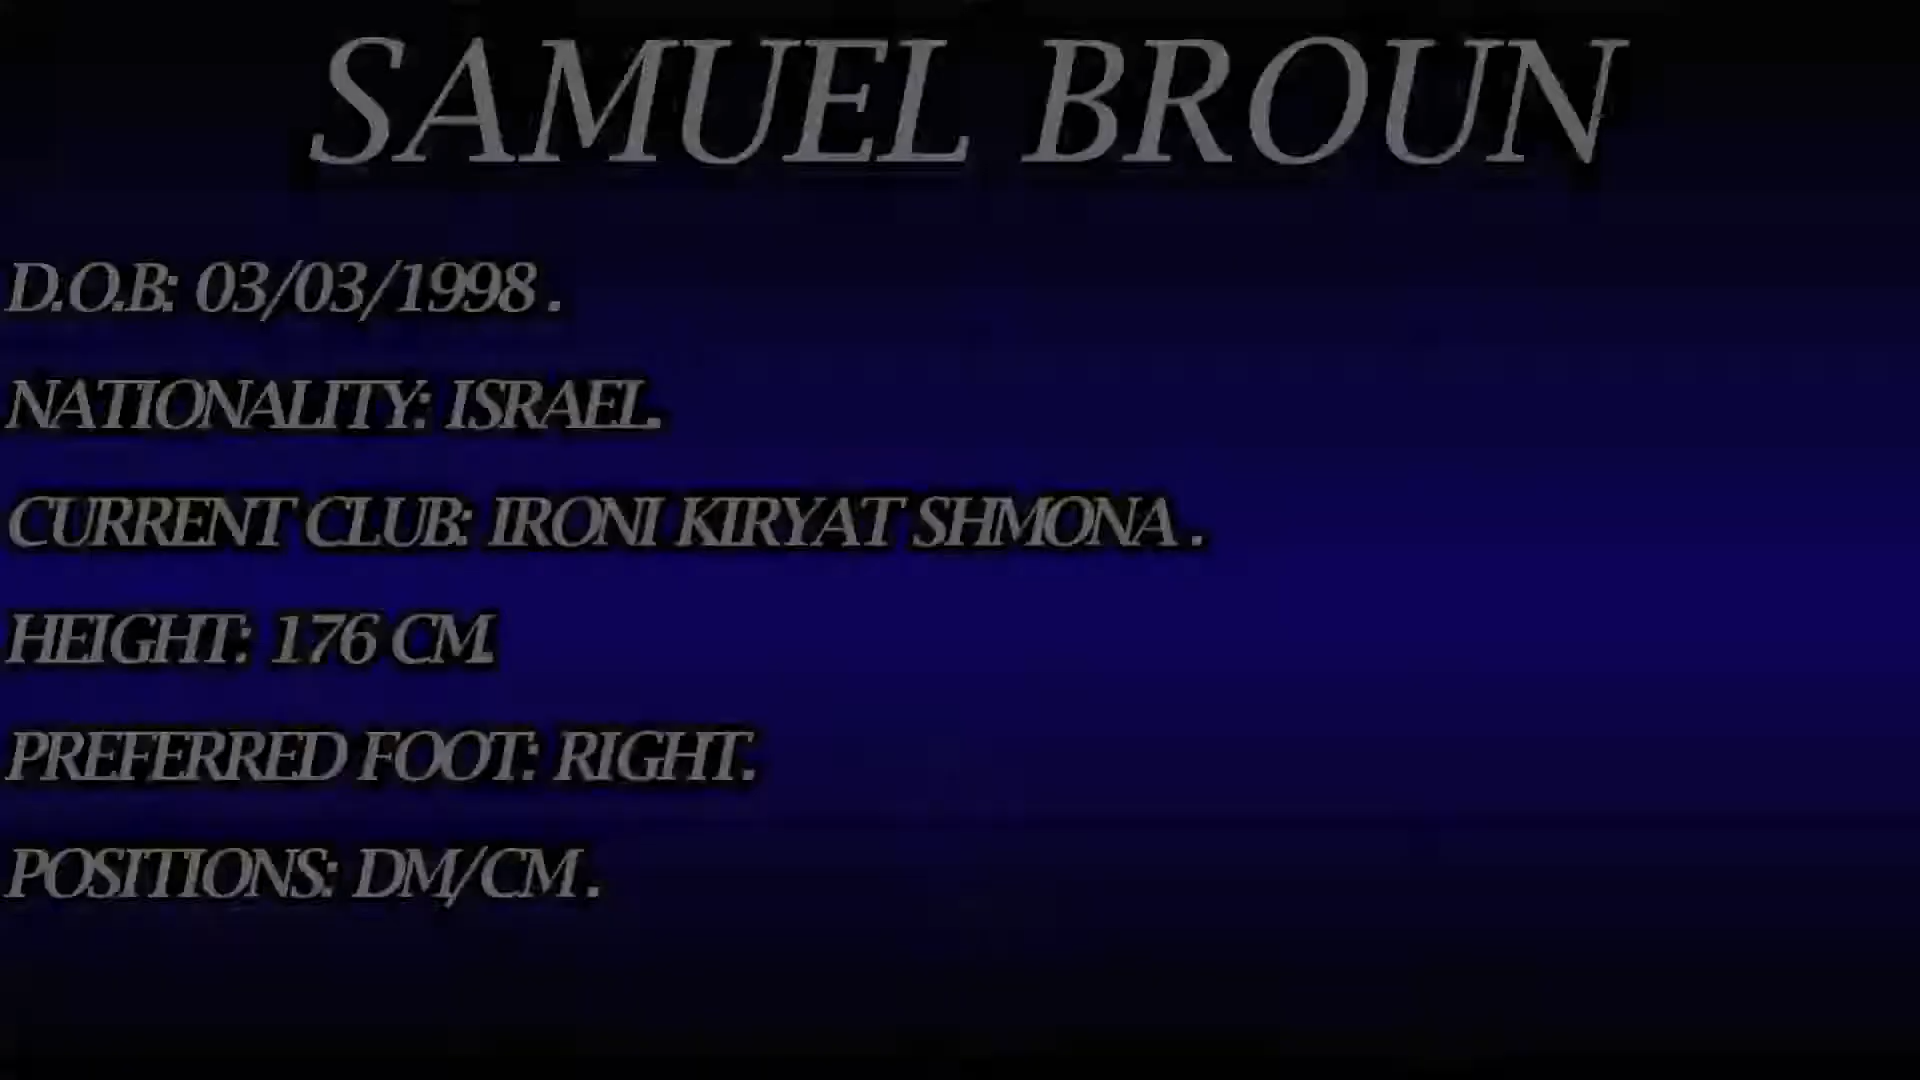 SAMUEL BROUN
D.O.B: 03/03/1998 .
NATIONALITY: ISRAEL.
CURRENT CLUB: IRONI KIRYAT SHMONA .
HEIGHT: 176 CM.
PREFERRED FOOT: RIGHT.
POSITIONS: DM/CM .